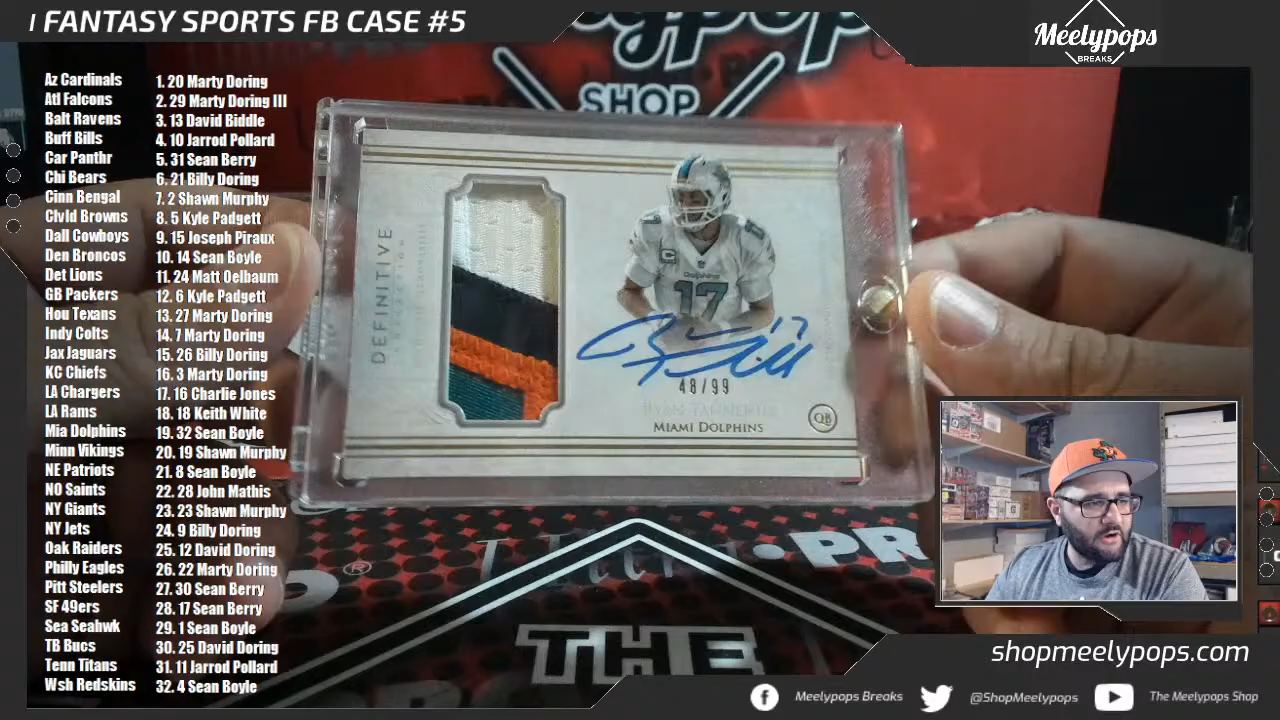 FANTASY SPORTS FB CASE #5
Meelypops
BREAKS
SHOP
Az Cardinals 1. 20 Marty Doring
Atl Falcons 2. 29 Marty Doring III
Balt Ravens 3. 13 David Biddle
Buff Bills 4. 10 Jarrod Pollard
Car Panthr 5. 31 Sean Berry
Chi Bears 6. 21 Billy Doring
Cinn Bengal 7. 2 Shawn Murphy
Clvld Browns 8. 5 Kyle Padgett
Dall Cowboys 9. 15 Joseph Piraux
Den Broncos 10. 14 Sean Boyle
Det Lions 11. 24 Matt Oelbaum
GB Packers 12. 6 Kyle Padgett
Hou Texans 13. 27 Marty Doring
Indy Colts 14. 7 Marty Doring
Jax Jaguars 15. 26 Billy Doring
KC Chiefs 16. 3 Marty Doring
LA Chargers 17. 16 Charlie Jones
LA Rams 18. 18 Keith White
Mia Dolphins 19. 32 Sean Boyle
Minn Vikings 20. 19 Shawn Murphy
NE Patriots 21. 8 Sean Boyle
NO Saints 22. 28 John Mathis
NY Giants 23. 23 Shawn Murphy
NY Jets 24. 9 Billy Doring
Oak Raiders 25. 12 David Doring
Philly Eagles 26. 22 Marty Doring
Pitt Steelers 27. 30 Sean Berry
SF 49ers 28. 17 Sean Berry
Sea Seahwk 29. 1 Sean Boyle
TB Bucs 30. 25 David Doring
Tenn Titans 31. 11 Jarrod Pollard
Wsh Redskins 32. 4 Sean Boyle
DEFINITIVE
COLLECTION
Dolphins
17
C
17
48/99
RYAN TANNEHILL
MIAMI DOLPHINS
QB
THE
shopmeelypops.com
Meelypops Breaks
@ShopMeelypops
The Meelypops Shop